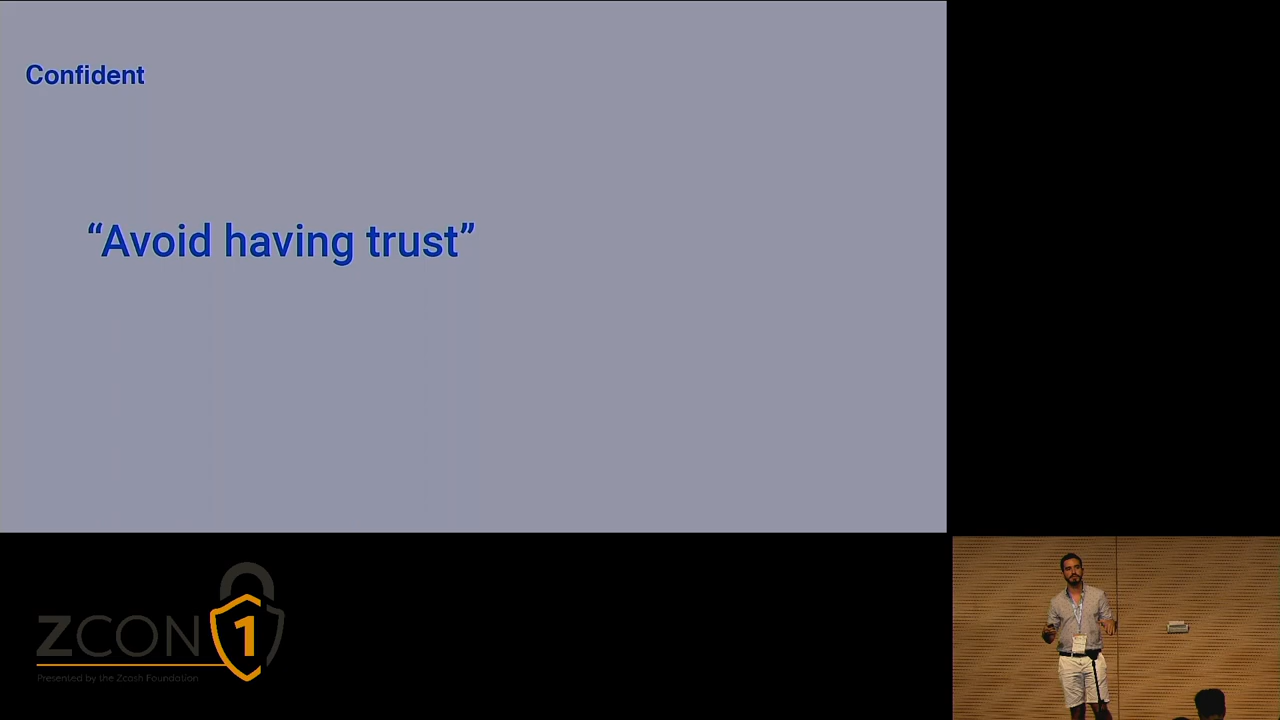 Confident
“Avoid having trust”
ZCON1
Presented by the Zcash Foundation